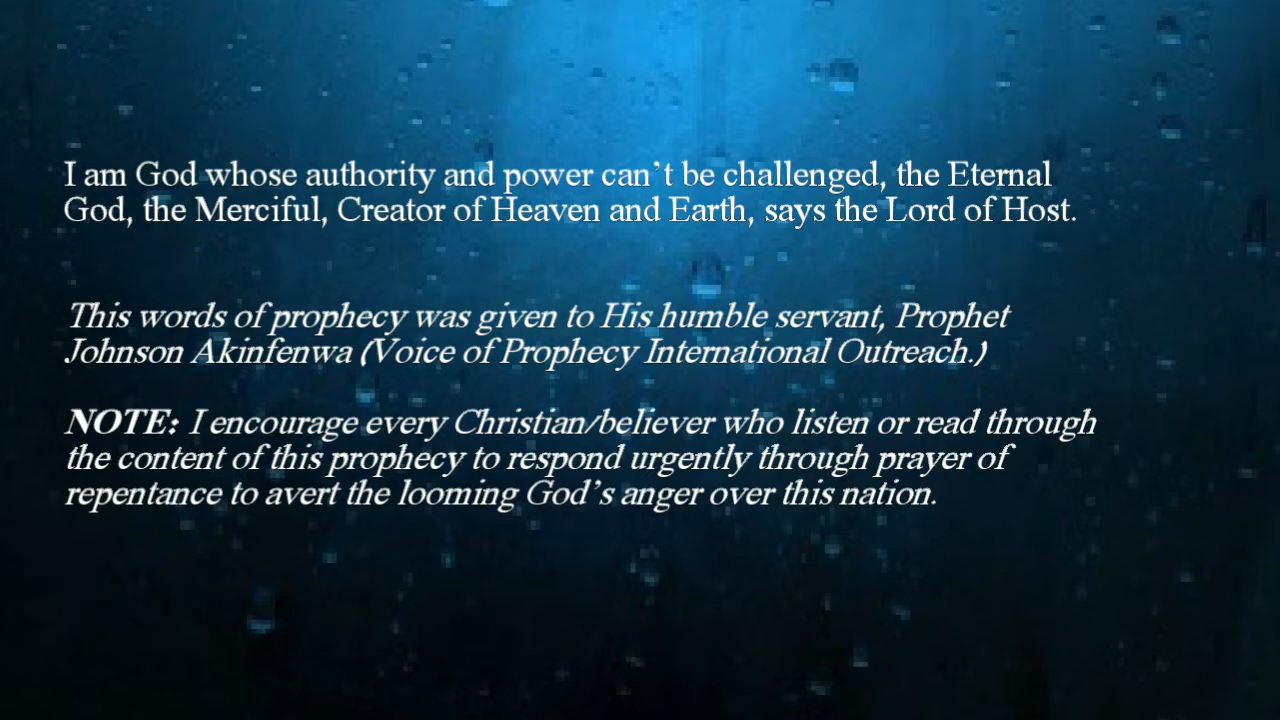 I am God whose authority and power can’t be challenged, the Eternal
God, the Merciful, Creator of Heaven and Earth, says the Lord of Host.
This words of prophecy was given to His humble servant, Prophet
Johnson Akinfenwa (Voice of Prophecy International Outreach.)
NOTE: I encourage every Christian/believer who listen or read through
the content of this prophecy to respond urgently through prayer of
repentance to avert the looming God’s anger over this nation.